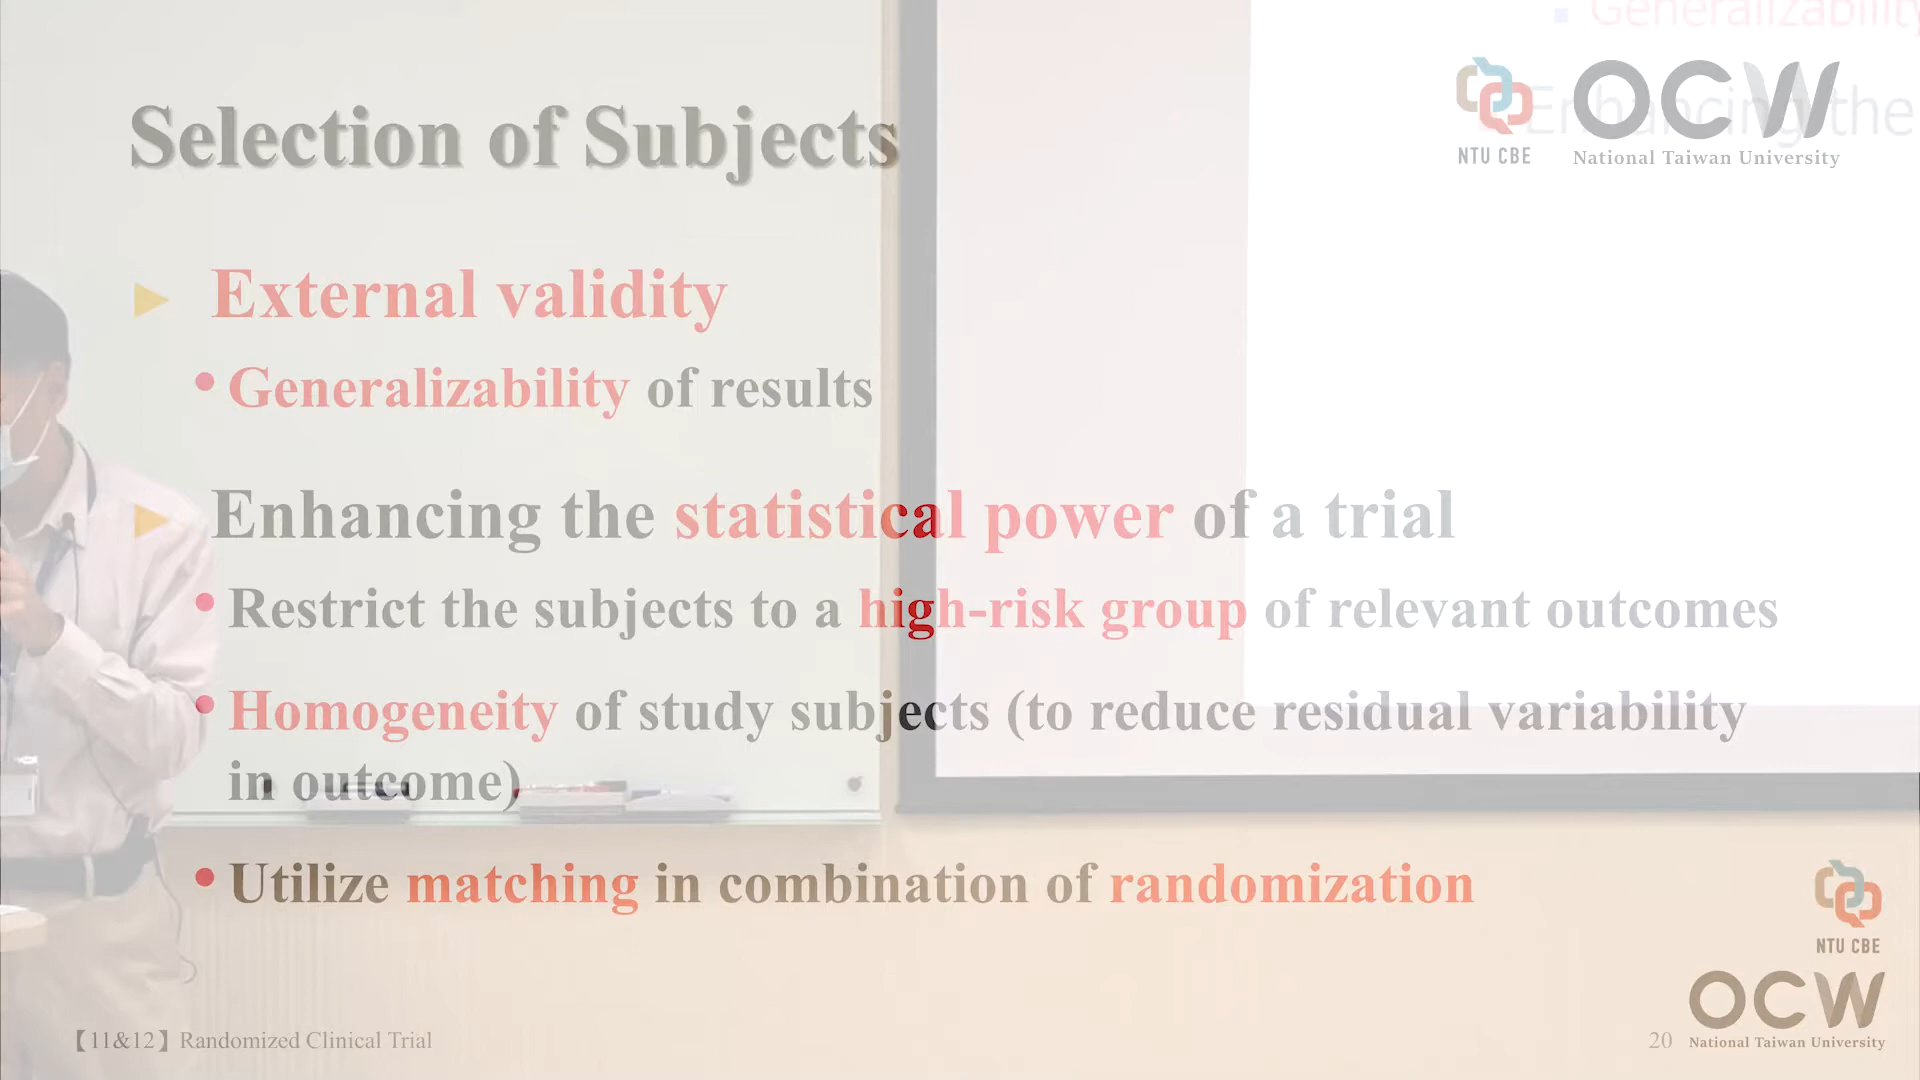 Generalizability
Enhancing the
NTU CBE
OCW
National Taiwan University
Selection of Subjects
External validity
Generalizability of results
Enhancing the statistical power of a trial
Restrict the subjects to a high-risk group of relevant outcomes
Homogeneity of study subjects (to reduce residual variability
in outcome)
Utilize matching in combination of randomization
NTU CBE
OCW
National Taiwan University
【11&12】Randomized Clinical Trial
20